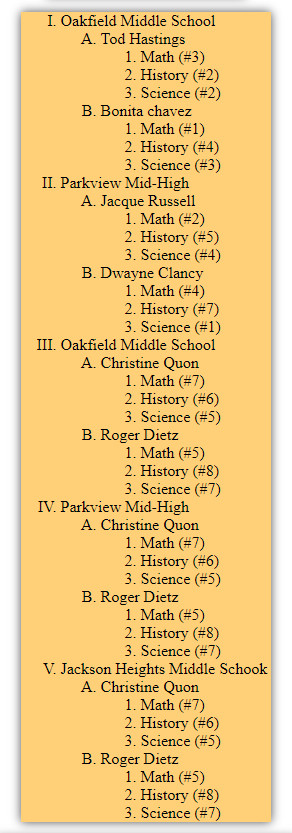 I. Oakfield Middle School
A. Tod Hastings
1. Math (#3)
2. History (#2)
3. Science (#2)
B. Bonita chavez
1. Math (#1)
2. History (#4)
3. Science (#3)
II. Parkview Mid-High
A. Jacque Russell
1. Math (#2)
2. History (#5)
3. Science (#4)
B. Dwayne Clancy
1. Math (#4)
2. History (#7)
3. Science (#1)
III. Oakfield Middle School
A. Christine Quon
1. Math (#7)
2. History (#6)
3. Science (#5)
B. Roger Dietz
1. Math (#5)
2. History (#8)
3. Science (#7)
IV. Parkview Mid-High
A. Christine Quon
1. Math (#7)
2. History (#6)
3. Science (#5)
B. Roger Dietz
1. Math (#5)
2. History (#8)
3. Science (#7)
V. Jackson Heights Middle Schook
A. Christine Quon
1. Math (#7)
2. History (#6)
3. Science (#5)
B. Roger Dietz
1. Math (#5)
2. History (#8)
3. Science (#7)